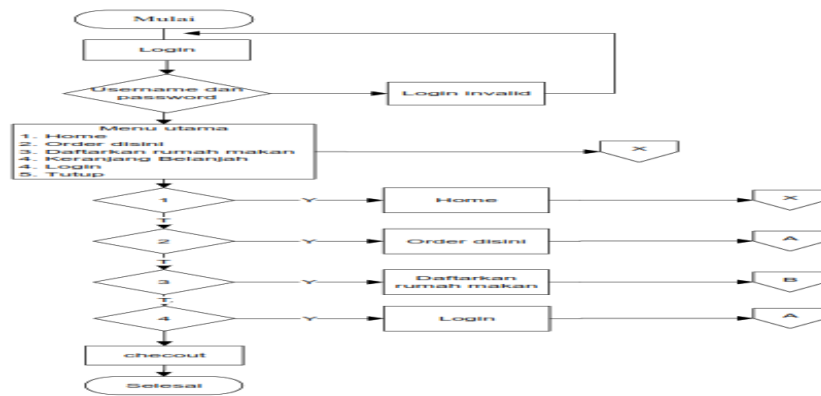 Mulai
Login
Username dan
password
Login invalid
Menu utama
1. Home
2. Order disini
3. Daftarkan rumah makan
4. Keranjang Belanjah
4. Login
5. Tutup
X
1
Y
Home
X
T
2
Y
Order disini
A
T
3
Y
Daftarkan
rumah makan
B
T.
4
Y
Login
A
checout
Selesai